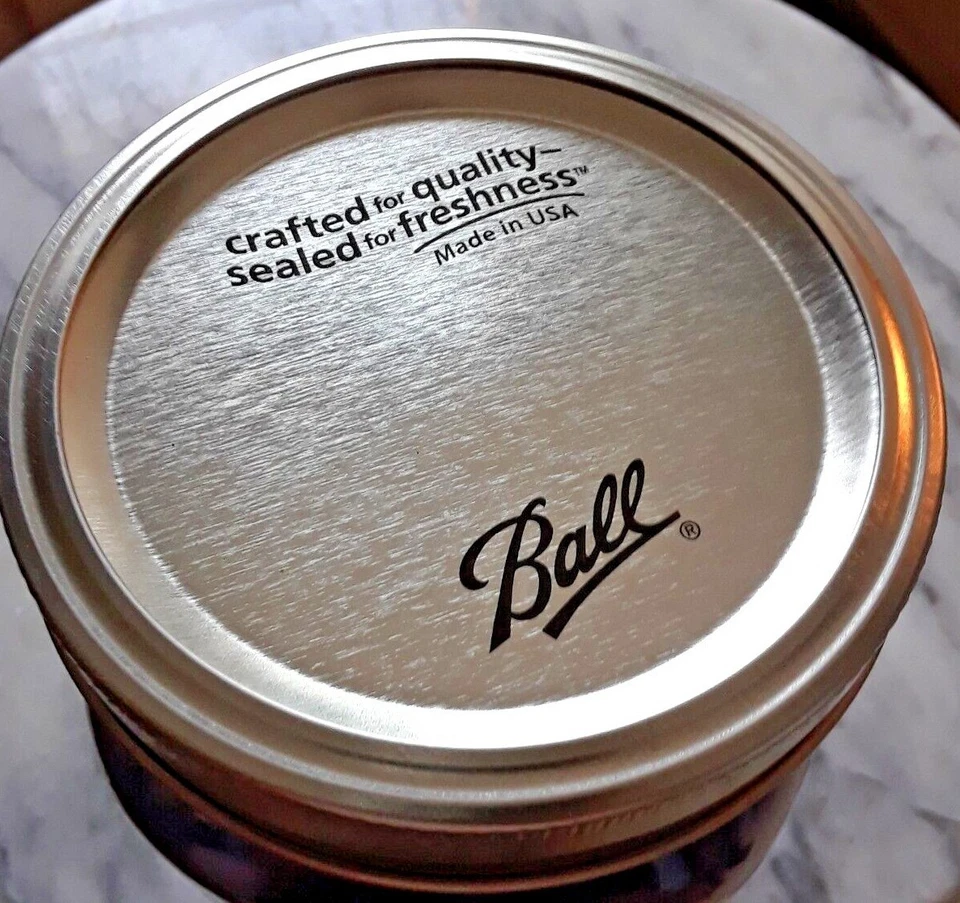 crafted for quality–
sealed for freshness™
Made in USA
Ball®